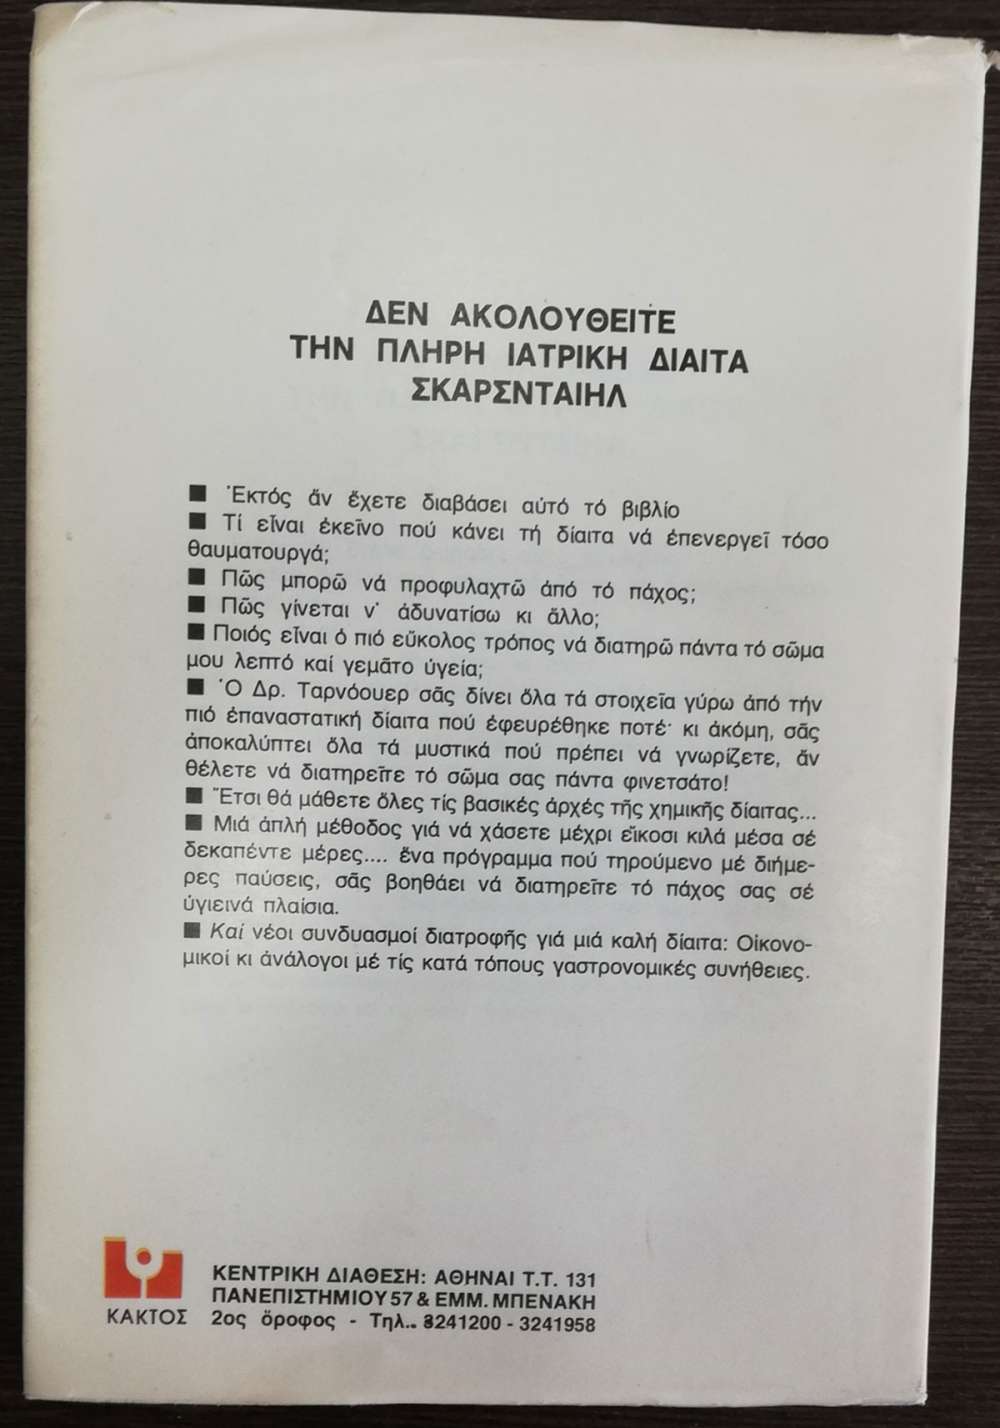 ΔΕΝ ΑΚΟΛΟΥΘΕΙΤΕ
ΤΗΝ ΠΛΗΡΗ ΙΑΤΡΙΚΗ ΔΙΑΙΤΑ
ΣΚΑΡΣΝΤΑΙΗΛ
■ Ἐκτός ἄν ἔχετε διαβάσει αὐτό τό βιβλίο
■ Τί εἶναι ἐκεῖνο πού κάνει τή δίαιτα νά ἐπενεργεῖ τόσο
θαυματουργά;
■ Πῶς μπορῶ νά προφυλαχτῶ ἀπό τό πάχος;
■ Πῶς γίνεται ν' ἀδυνατίσω κι ἄλλο;
■ Ποιός εἶναι ὁ πιό εὔκολος τρόπος νά διατηρῶ πάντα τό σῶμα
μου λεπτό καί γεμᾶτο ὑγεία;
■ Ὁ Δρ. Ταρνόουερ σᾶς δίνει ὅλα τά στοιχεῖα γύρω ἀπό τήν
πιό ἐπαναστατική δίαιτα πού ἐφευρέθηκε ποτέ· κι ἀκόμη, σᾶς
ἀποκαλύπτει ὅλα τά μυστικά πού πρέπει νά γνωρίζετε, ἄν
θέλετε νά διατηρεῖτε τό σῶμα σας πάντα φινετσάτο!
■ Ἔτσι θά μάθετε ὅλες τίς βασικές ἀρχές τῆς χημικῆς δίαιτας...
■ Μιά ἁπλή μέθοδος γιά νά χάσετε μέχρι εἴκοσι κιλά μέσα σέ
δεκαπέντε μέρες.... ἕνα πρόγραμμα πού τηρούμενο μέ διήμε-
ρες παύσεις, σᾶς βοηθάει νά διατηρεῖτε τό πάχος σας σέ
ὑγιεινά πλαίσια.
■ Καί νέοι συνδυασμοί διατροφῆς γιά μιά καλή δίαιτα: Οἰκονο-
μικοί κι ἀνάλογοι μέ τίς κατά τόπους γαστρονομικές συνήθειες.
ΚΑΚΤΟΣ
ΚΕΝΤΡΙΚΗ ΔΙΑΘΕΣΗ: ΑΘΗΝΑΙ Τ.Τ. 131
ΠΑΝΕΠΙΣΤΗΜΙΟΥ 57 & ΕΜΜ. ΜΠΕΝΑΚΗ
2ος ὄροφος - Τηλ.. 3241200 - 3241958